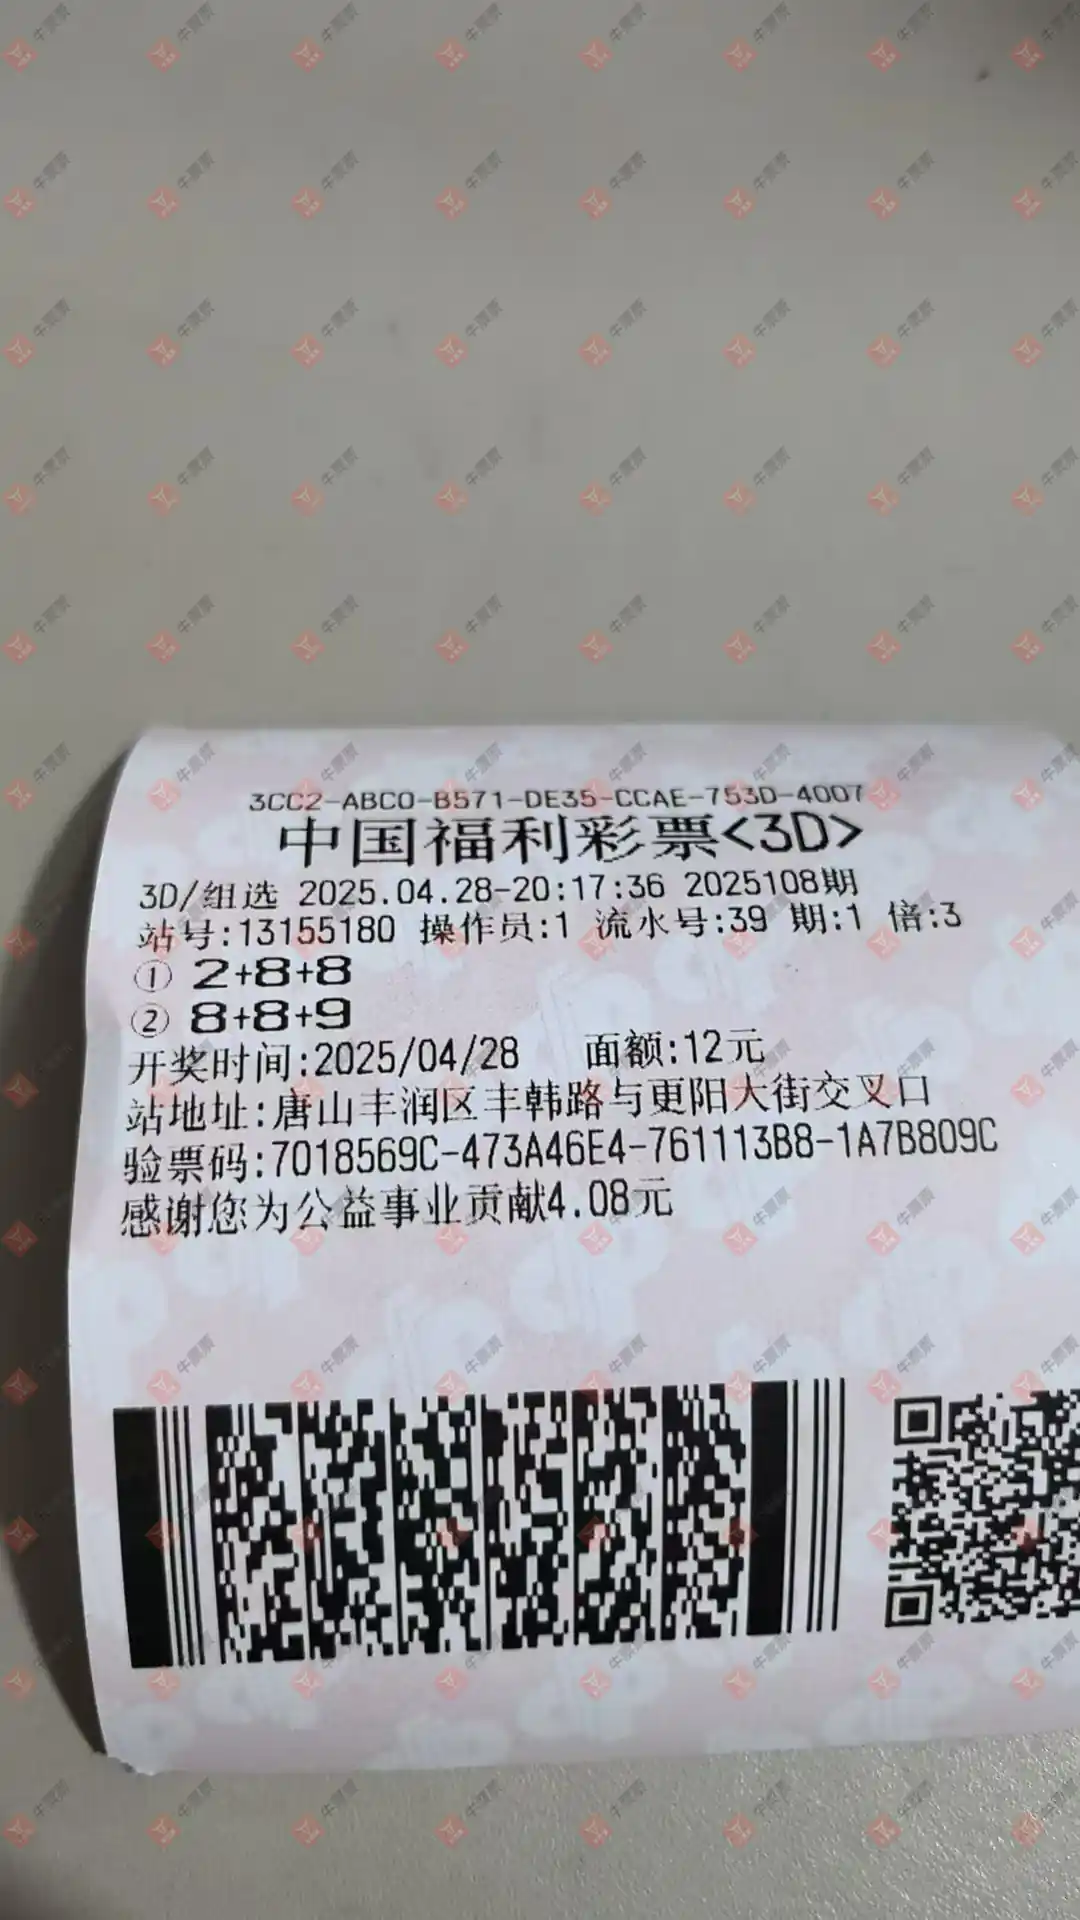 3CC2-ABC0-B571-DE35-CCAE-753D-4007
中国福利彩票<3D>
3D/组选 2025.04.28-20:17:36 2025108期
站号:13155180 操作员:1 流水号:39 期:1 倍:3
① 2+8+8
② 8+8+9
开奖时间:2025/04/28 面额:12元
站地址:唐山丰润区丰韩路与更阳大街交叉口
验票码:7018569C-473A46E4-761113B8-1A7B809C
感谢您为公益事业贡献4.08元